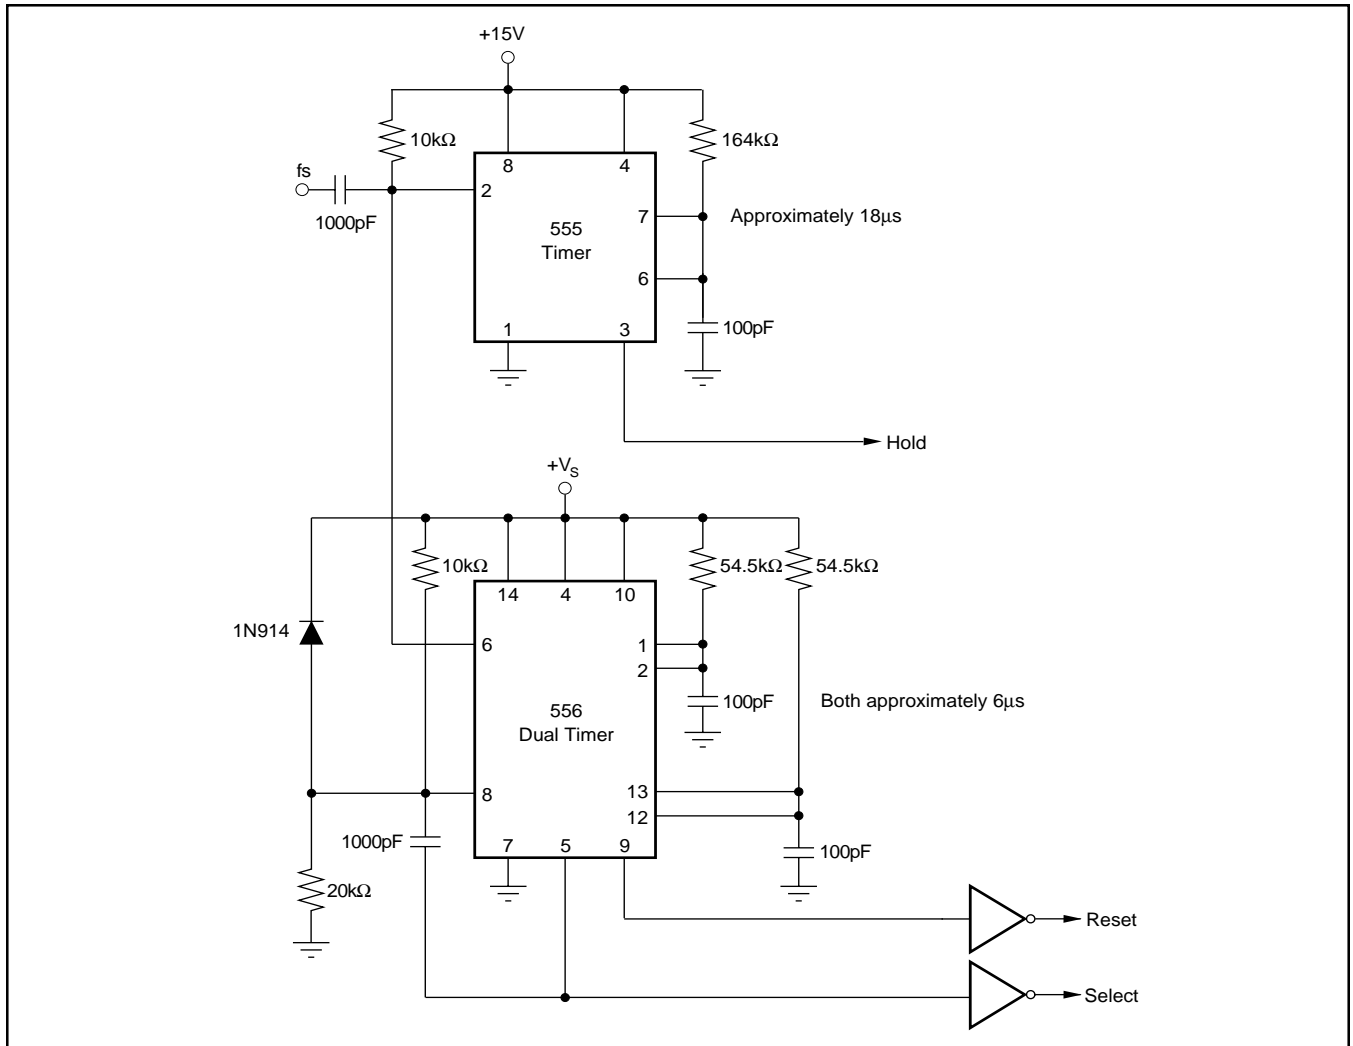 +15V
10kΩ
164kΩ
8
4
fs
2
1000pF
7
Approximately 18μs
555
Timer
6
1
3
100pF
Hold
+VS
10kΩ
54.5kΩ
54.5kΩ
14
4
10
1N914
6
1
2
100pF
Both approximately 6μs
556
Dual Timer
8
13
12
1000pF
7
5
9
100pF
20kΩ
Reset
Select